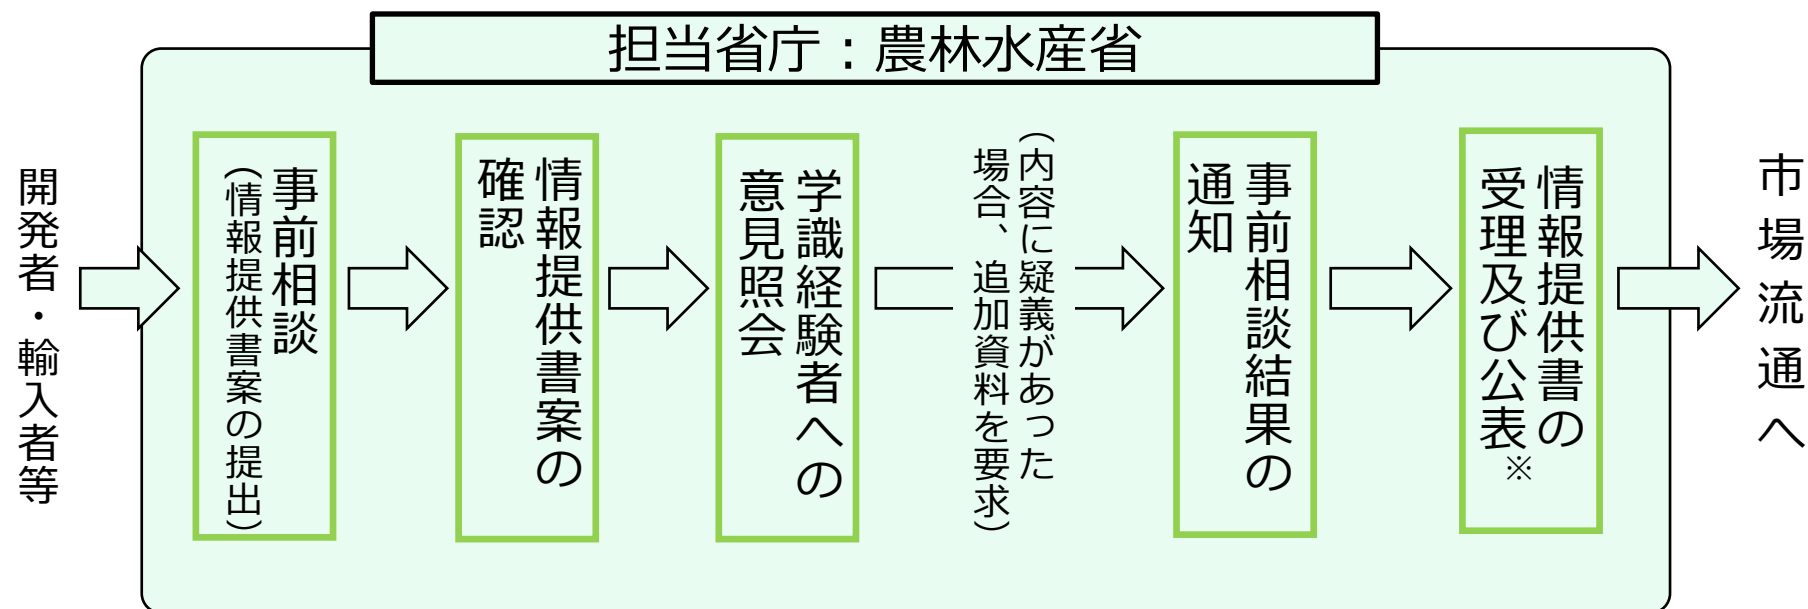 担当省庁：農林水産省
開発者・輸入者等
事前相談
（情報提供書案の提出）
情報提供書案の
確認
学識経験者への
意見照会
（内容に疑義があった
場合、追加資料を要求）
事前相談結果の
通知
情報提供書の
受理及び公表※
市場流通へ